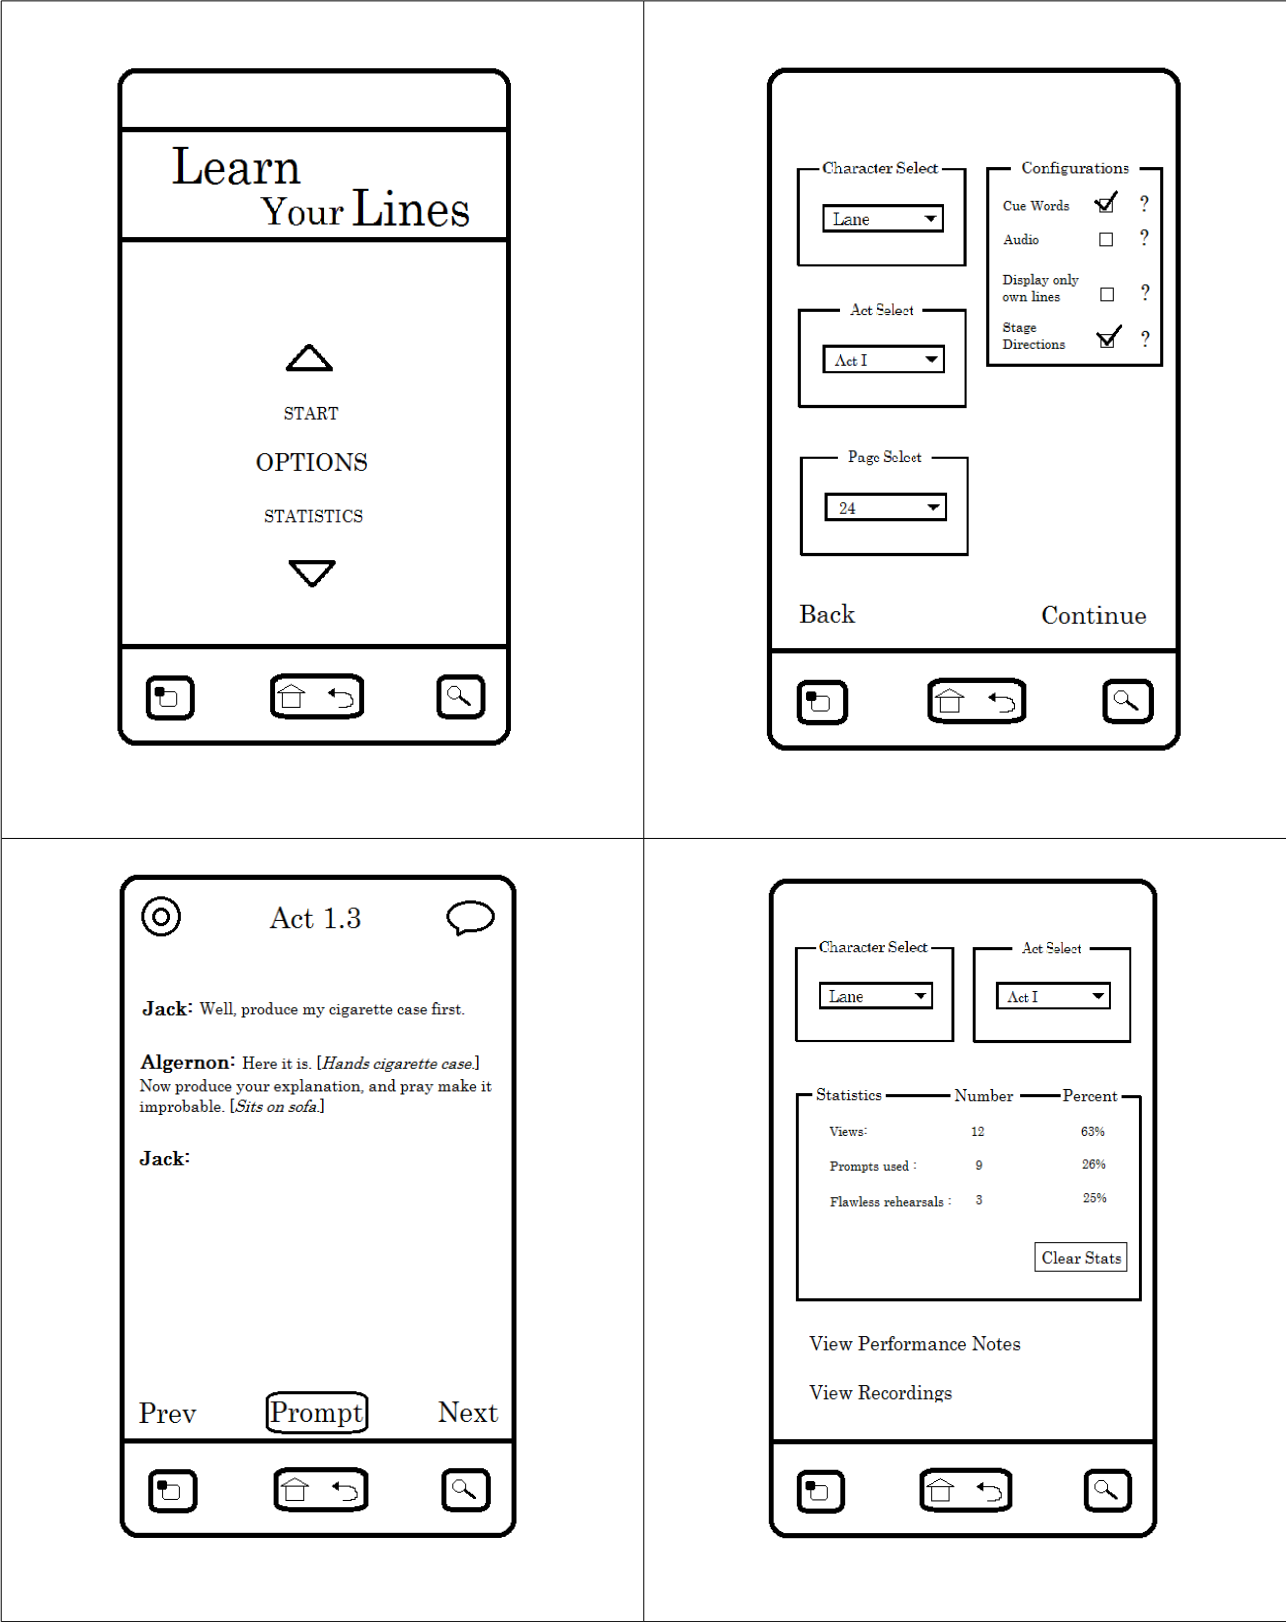 Learn
Your Lines
START
OPTIONS
STATISTICS
Character Select
Lane
Act Select
Act I
Page Select
24
Configurations
Cue Words ?
Audio ?
Display only
own lines ?
Stage
Directions ?
Back Continue
Act 1.3
Jack: Well, produce my cigarette case first.
Algernon: Here it is. [Hands cigarette case.]
Now produce your explanation, and pray make it
improbable. [Sits on sofa.]
Jack:
Prev Prompt Next
Character Select Act Select
Lane Act I
Statistics Number Percent
Views: 12 63%
Prompts used : 9 26%
Flawless rehearsals : 3 25%
Clear Stats
View Performance Notes
View Recordings